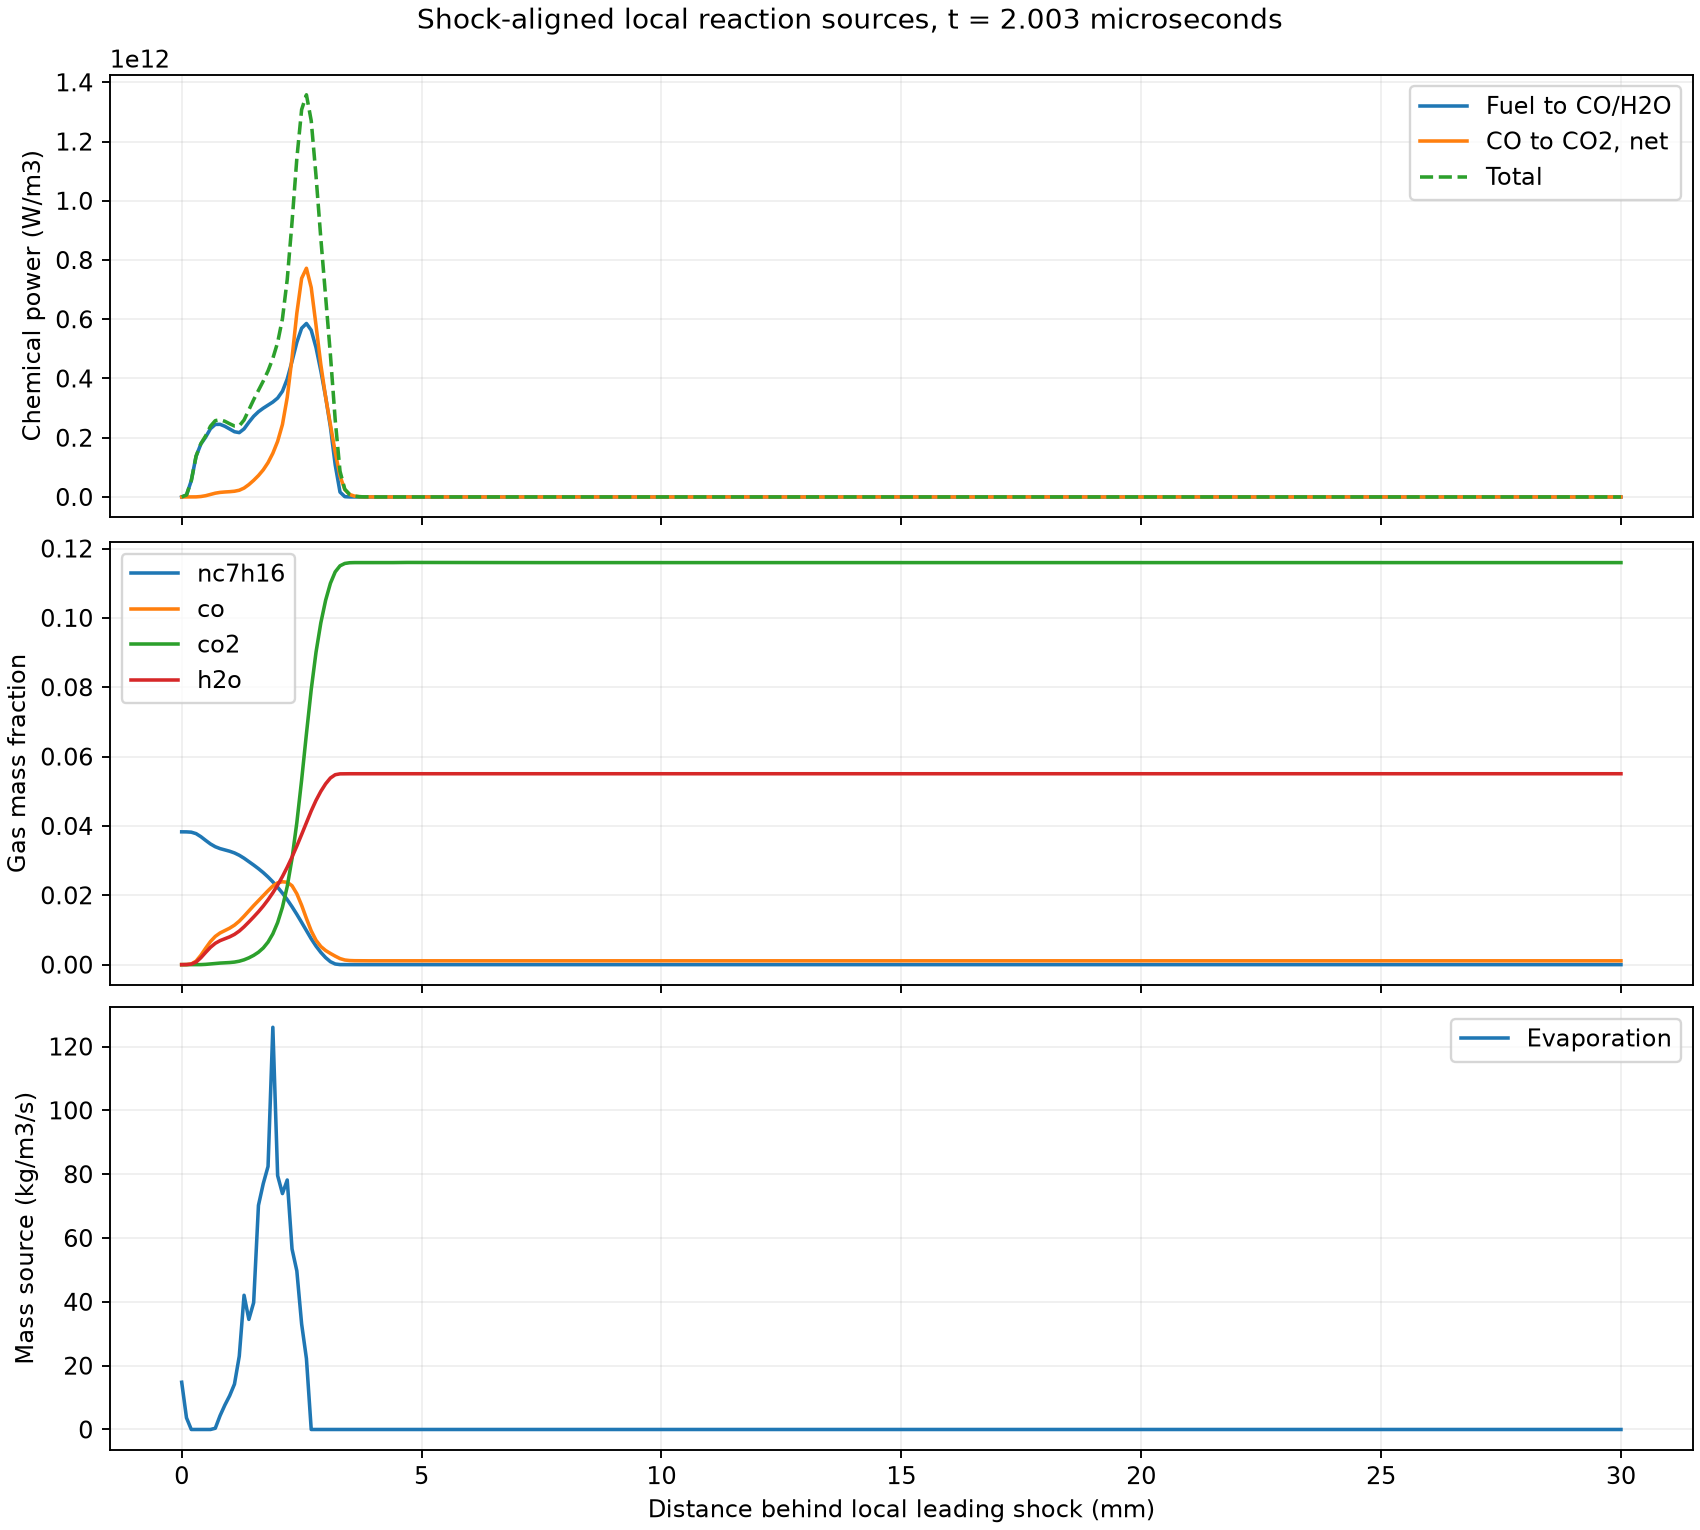 Shock-aligned local reaction sources, t = 2.003 microseconds
1e12
1.4
1.2
1.0
0.8
0.6
0.4
0.2
0.0
Chemical power (W/m3)
Fuel to CO/H2O
CO to CO2, net
Total
0.12
0.10
0.08
0.06
0.04
0.02
0.00
Gas mass fraction
nc7h16
co
co2
h2o
120
100
80
60
40
20
0
Mass source (kg/m3/s)
Evaporation
0 5 10 15 20 25 30
Distance behind local leading shock (mm)